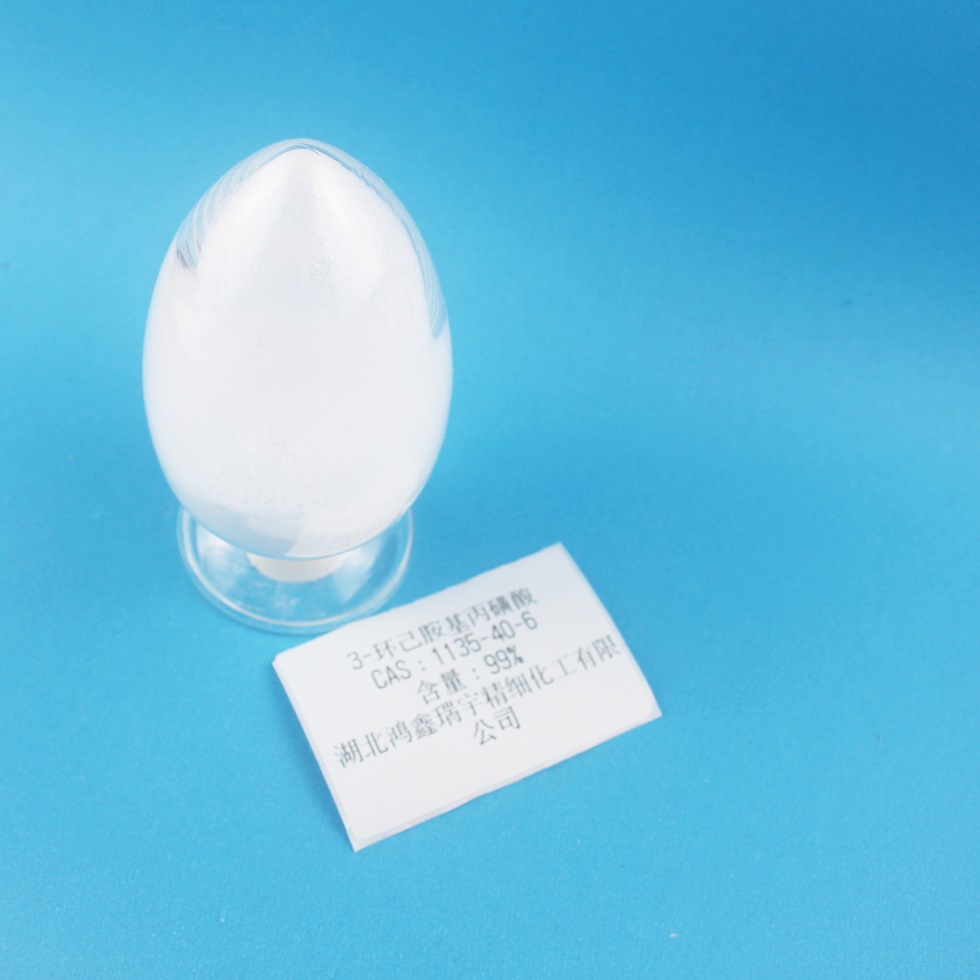 3-环己胺基丙磺酸
CAS：1135-40-6
含量：99%
湖北鸿鑫瑞宇精细化工有限
公司